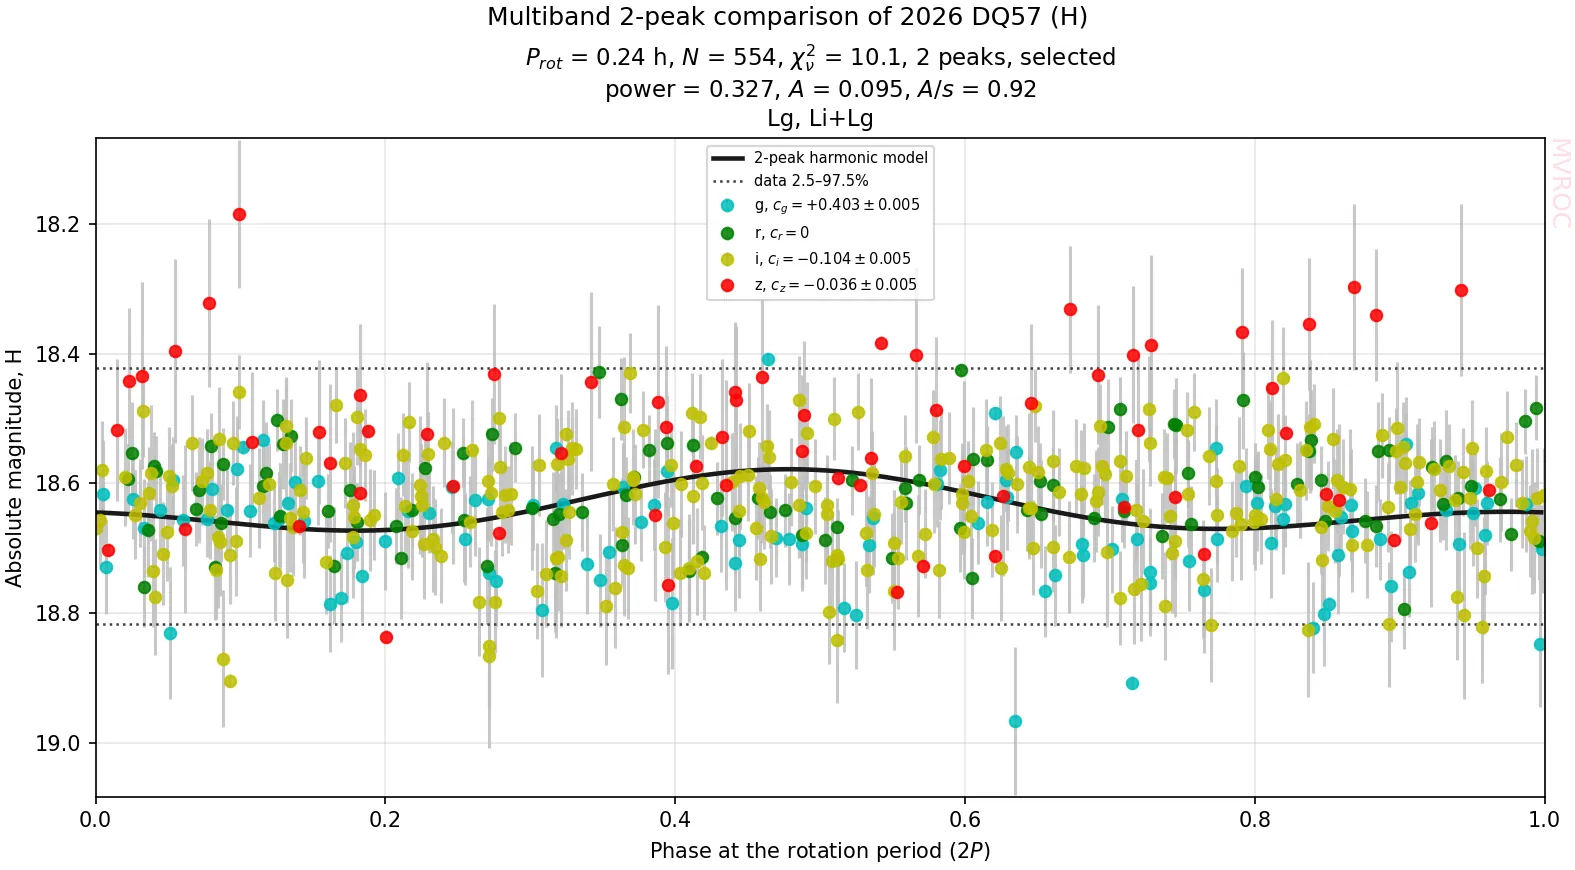 Multiband 2-peak comparison of 2026 DQ57 (H)
P_rot = 0.24 h, N = 554, χ²_ν = 10.1, 2 peaks, selected
power = 0.327, A = 0.095, A/s = 0.92
Lg, Li+Lg
2-peak harmonic model
data 2.5–97.5%
g, c_g = +0.403 ± 0.005
r, c_r = 0
i, c_i = −0.104 ± 0.005
z, c_z = −0.036 ± 0.005
MVROC
Absolute magnitude, H
18.2
18.4
18.6
18.8
19.0
0.0 0.2 0.4 0.6 0.8 1.0
Phase at the rotation period (2P)